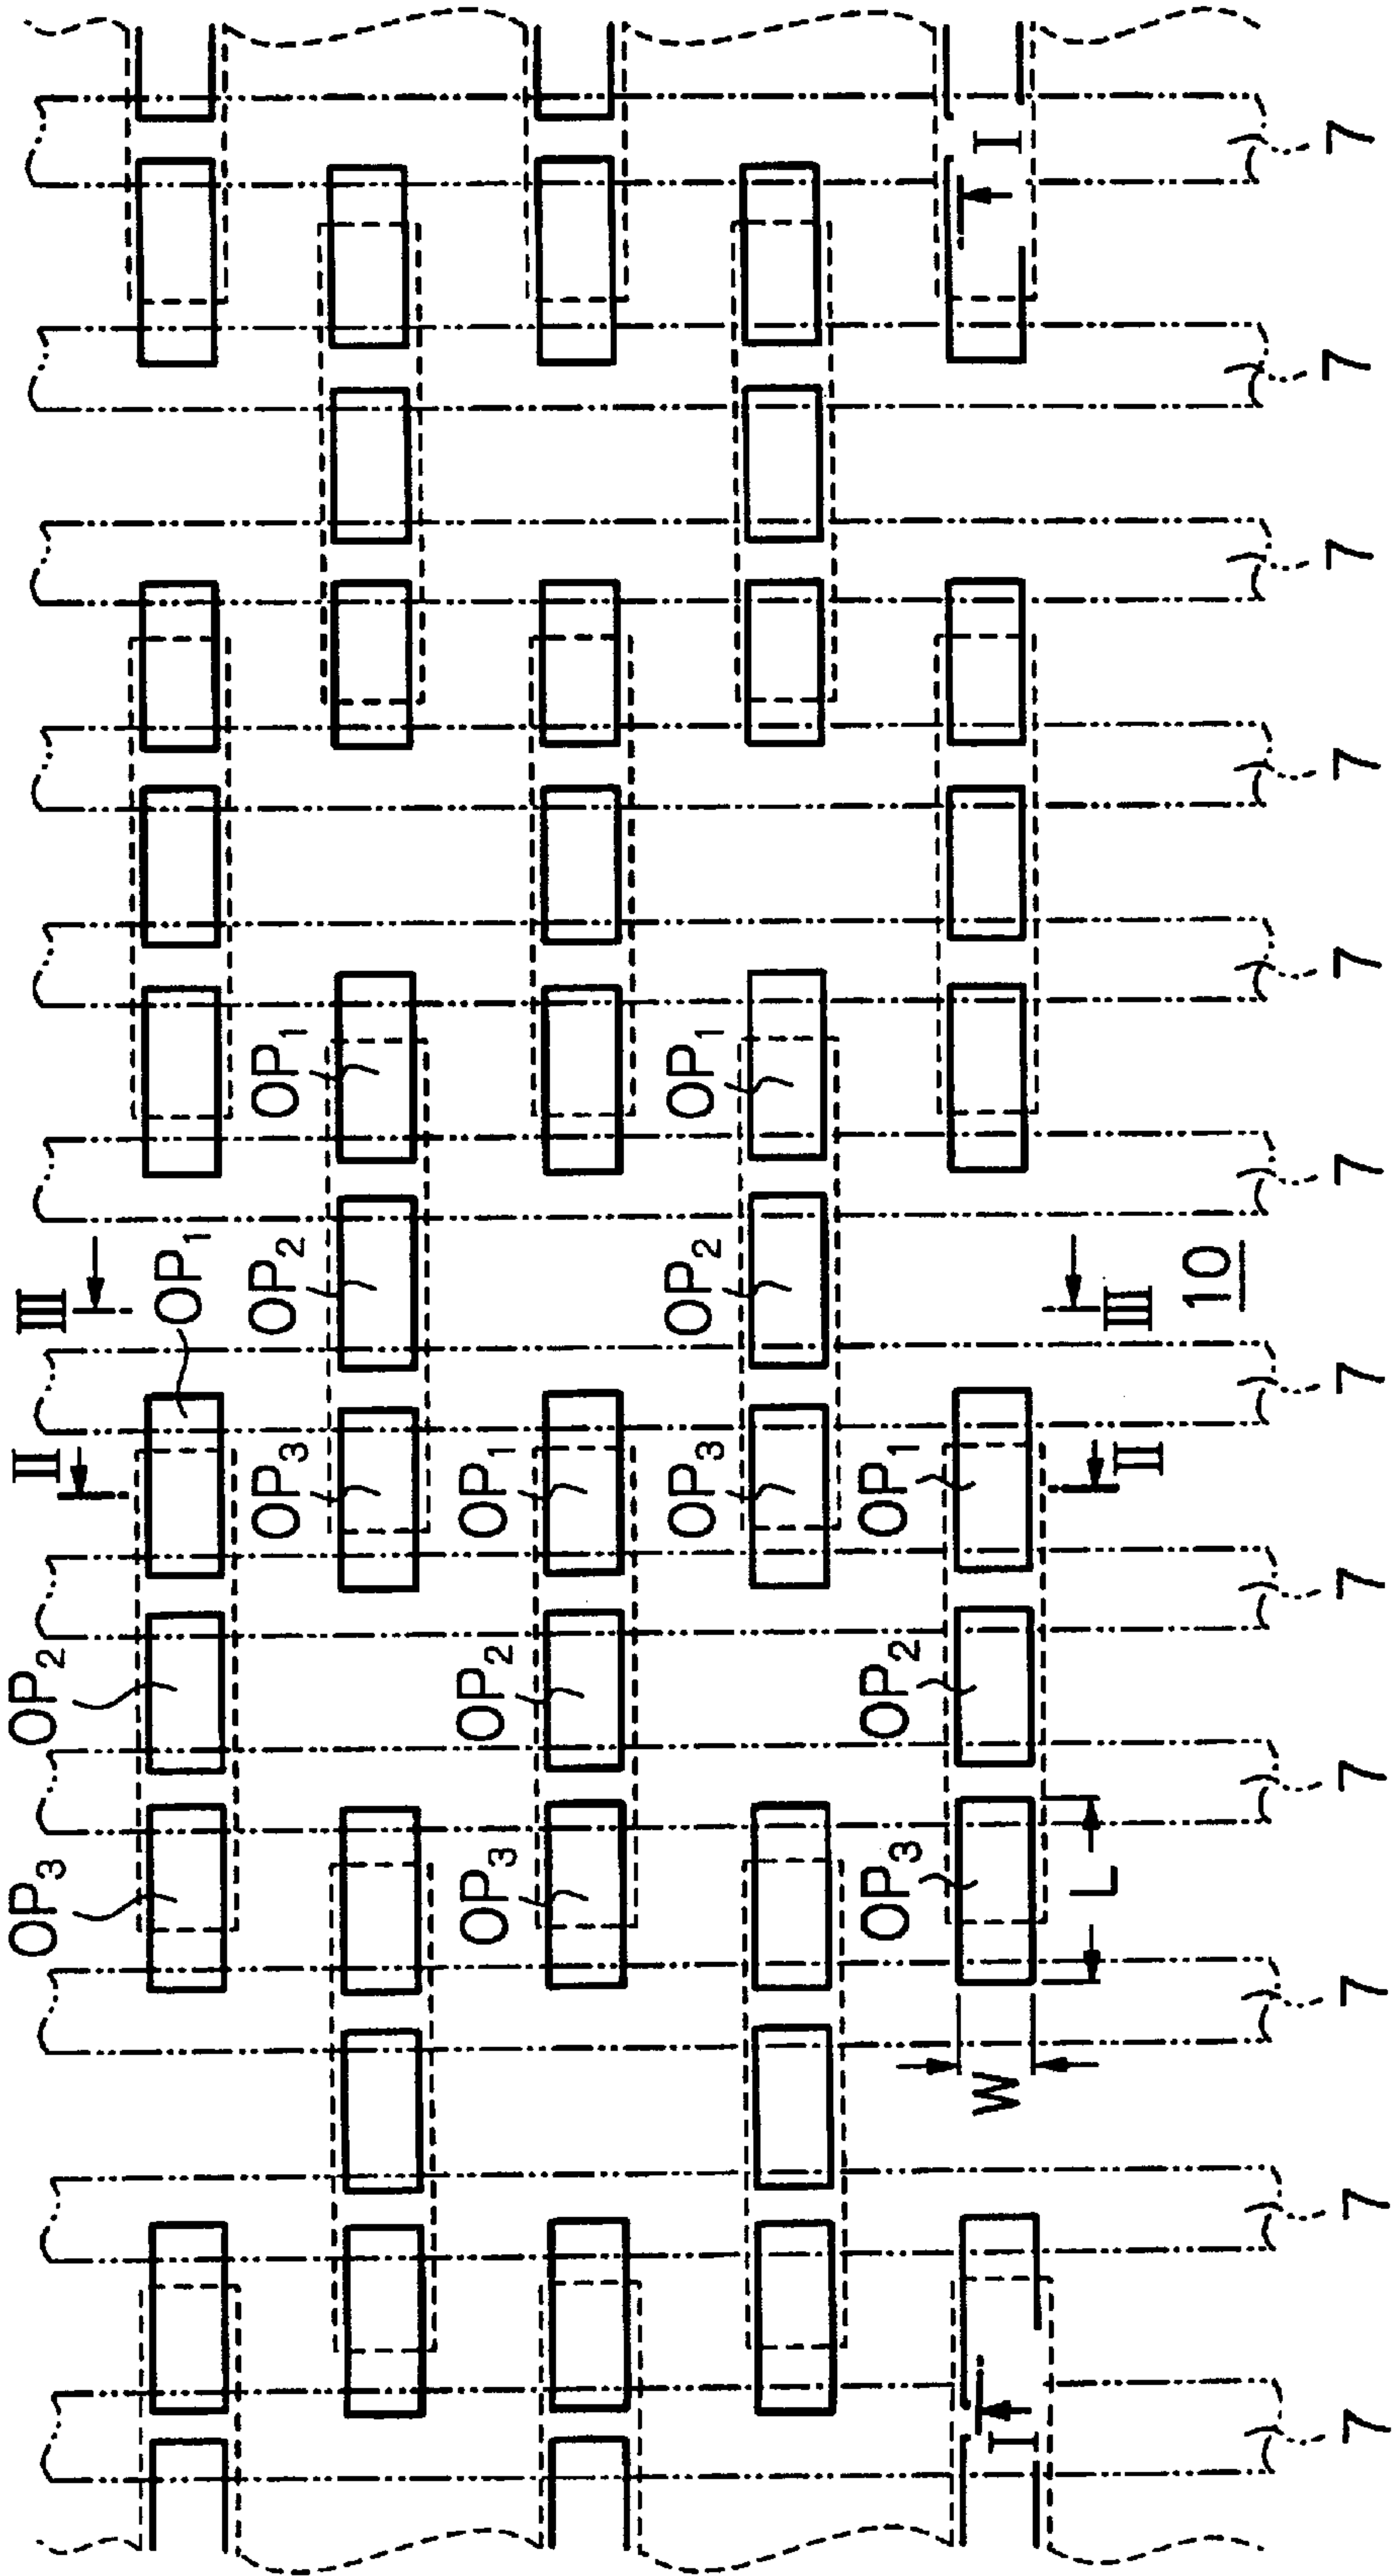 OP₃ OP₂ II III
OP₁
OP₃ OP₂ OP₁
OP₃ OP₂ OP₁
OP₃ OP₂ OP₁
OP₃ OP₂ OP₁
I W I
L
II III
10
7 7 7 7 7 7 7 7 7 7 7 7